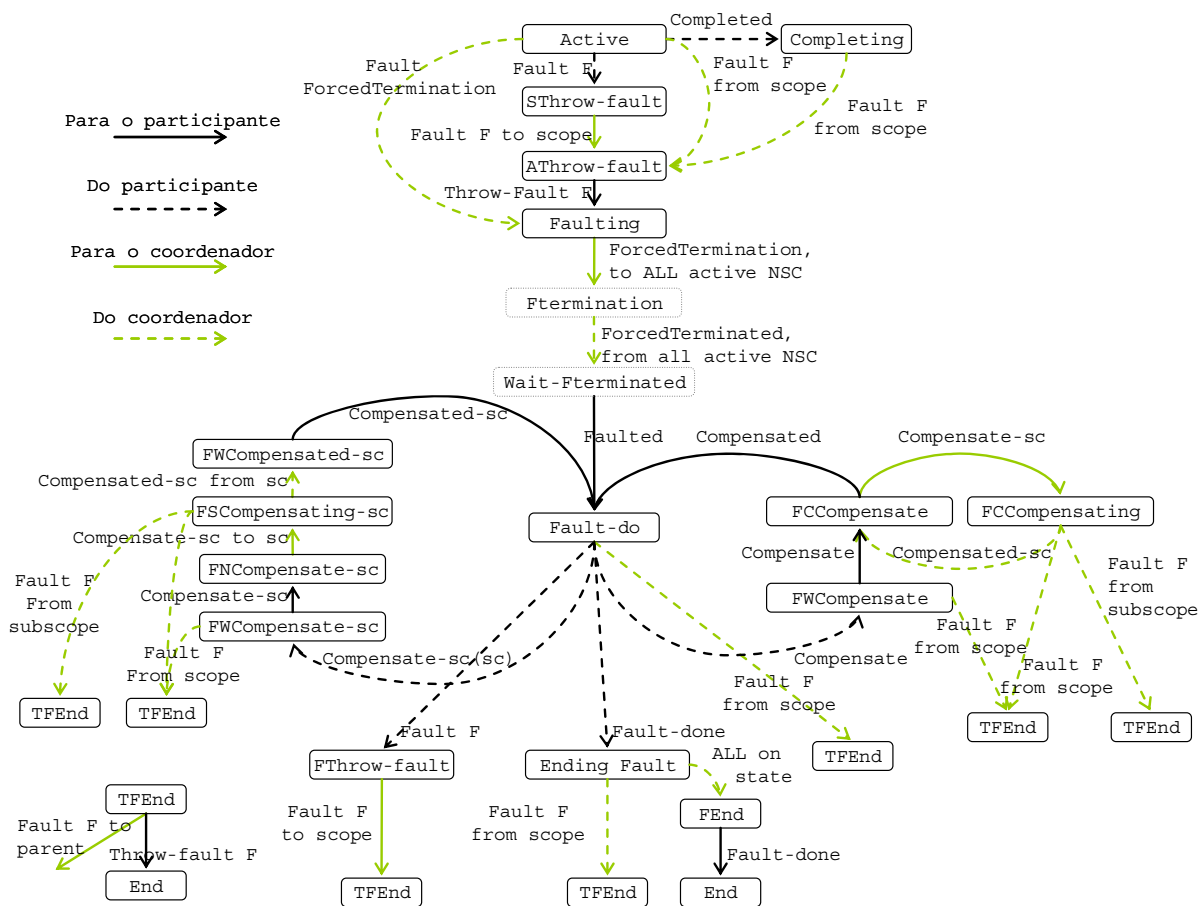 Completed
Active
Completing
Fault
ForcedTermination
Fault F
Fault F
from scope
SThrow-fault
Fault F
from scope
Para o participante
Fault F to scope
AThrow-fault
Do participante
Throw-Fault F
Faulting
Para o coordenador
ForcedTermination,
to ALL active NSC
Ftermination
Do coordenador
ForcedTerminated,
from all active NSC
Wait-Fterminated
Compensated-sc
Faulted
Compensated
Compensate-sc
FWCompensated-sc
Compensated-sc from sc
FSCompensating-sc
Fault-do
FCCompensate
FCCompensating
Compensate-sc to sc
Compensate
Compensated-sc
FNCompensate-sc
Fault F
From
subscope
Compensate-sc
FWCompensate
Fault F
from
subscope
FWCompensate-sc
Fault F
From scope
Compensate-sc(sc)
Compensate
Fault F
from scope
Fault F
from scope
Fault F
from scope
TFEnd
TFEnd
TFEnd
TFEnd
Fault F
Fault-done
FThrow-fault
Ending Fault
ALL on
state
TFEnd
TFEnd
Fault F
to scope
Fault F
from scope
FEnd
Fault F to
parent
Throw-fault F
Fault-done
End
TFEnd
TFEnd
End